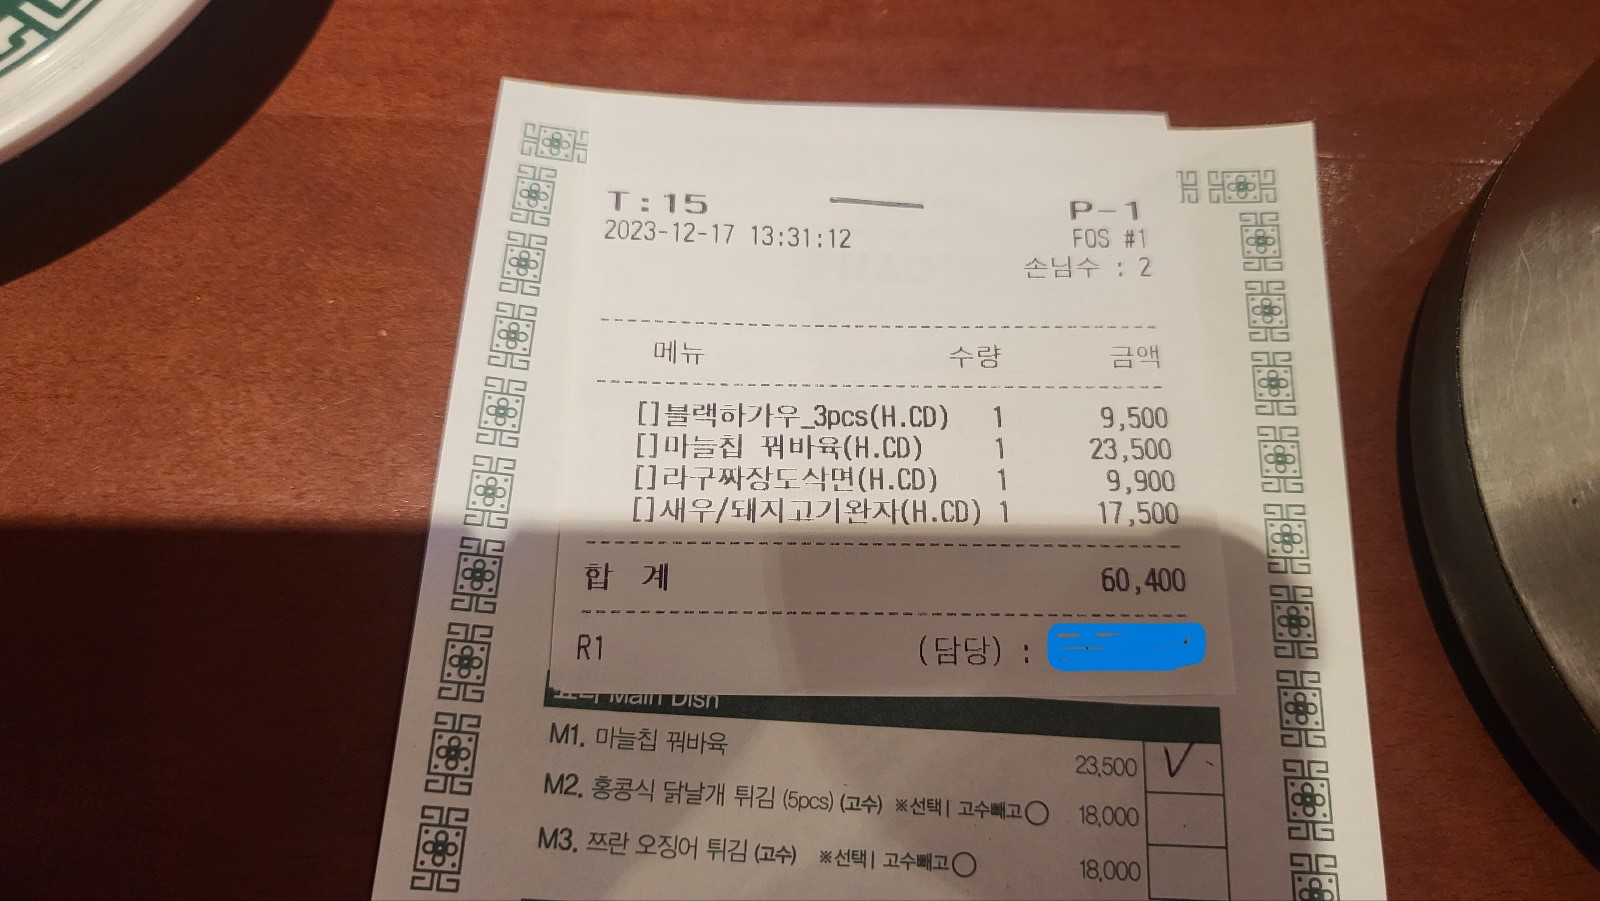 T:15 P-1
2023-12-17 13:31:12 FOS #1
손님수 : 2
메뉴 수량 금액
[]블랙하가우_3pcs(H.CD) 1 9,500
[]마늘칩 꿔바육(H.CD) 1 23,500
[]라구짜장도삭면(H.CD) 1 9,900
[]새우/돼지고기완자(H.CD) 1 17,500
합 계 60,400
R1 (담당) :
Main Dish
M1. 마늘칩 꿔바육 23,500 V
M2. 홍콩식 닭날개 튀김 (5pcs) (고수) ※선택| 고수빼고○ 18,000
M3. 쯔란 오징어 튀김 (고수) ※선택| 고수빼고○ 18,000